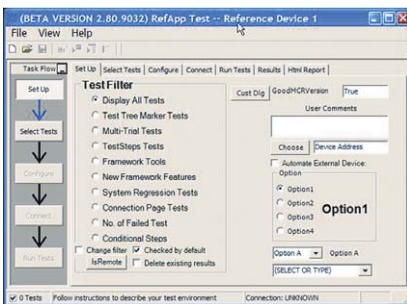 (BETA VERSION 2.80.9032) RefApp Test -- Reference Device 1
File View Help
Task Flow
Set Up Select Tests Configure Connect Run Tests Results Html Report
Set Up
Select Tests
Configure
Connect
Run Tests
Test Filter
Display All Tests
Test Tree Marker Tests
Multi-Trial Tests
TestSteps Tests
Framework Tools
New Framework Features
System Regression Tests
Connection Page Tests
No. of Failed Test
Conditional Steps
Change filter Checked by default
IsRemote Delete existing results
Cust Dlg GoodMCRVersion True
User Comments
Choose Device Address
Automate External Device:
Option
Option1
Option2
Option3
Option4
Option1
Option A Option A
(SELECT OR TYPE)
0 Tests Follow instructions to describe your test environment Connection: UNKNOWN